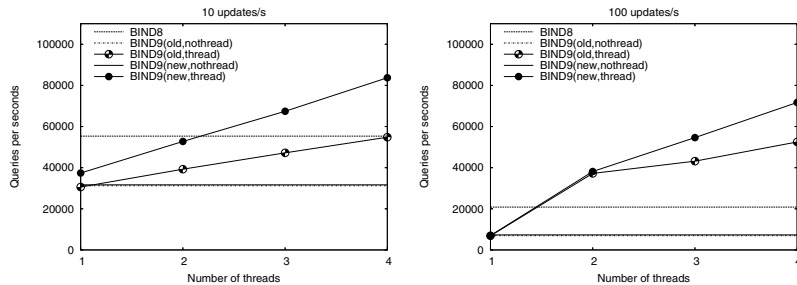 10 updates/s
Queries per seconds
100000
80000
60000
40000
20000
0
BIND8
BIND9(old,nothread)
BIND9(old,thread)
BIND9(new,nothread)
BIND9(new,thread)
1 2 3 4
Number of threads
100 updates/s
Queries per seconds
100000
80000
60000
40000
20000
0
BIND8
BIND9(old,nothread)
BIND9(old,thread)
BIND9(new,nothread)
BIND9(new,thread)
1 2 3 4
Number of threads